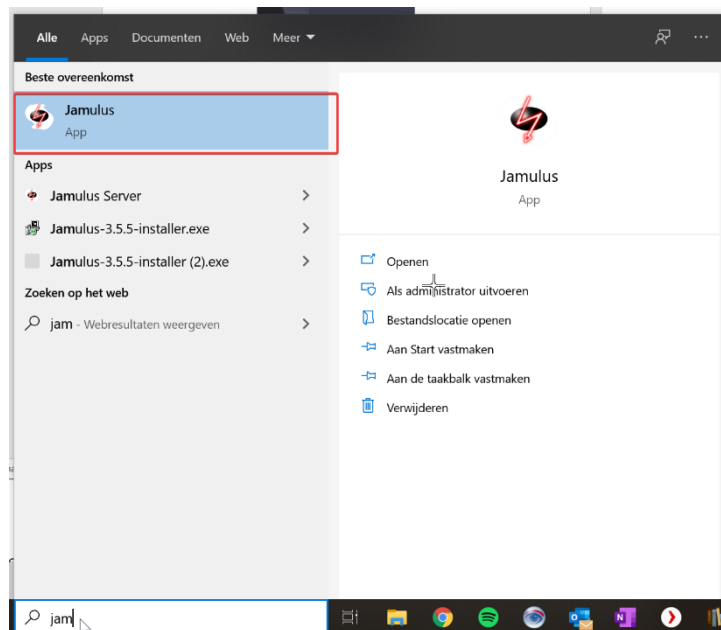 Alle Apps Documenten Web Meer
Beste overeenkomst
Jamulus
App
Apps
Jamulus Server
Jamulus-3.5.5-installer.exe
Jamulus-3.5.5-installer (2).exe
Zoeken op het web
jam - Webresultaten weergeven
Jamulus
App
Openen
Als administrator uitvoeren
Bestandslocatie openen
Aan Start vastmaken
Aan de taakbalk vastmaken
Verwijderen
jam